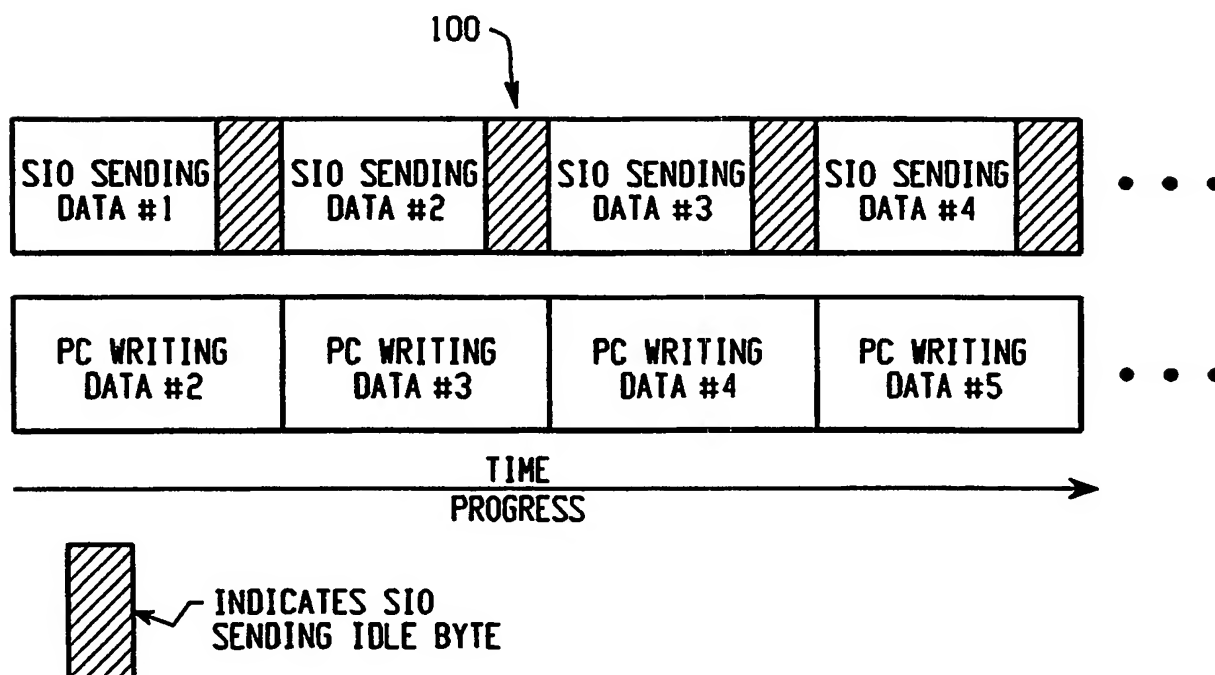 100
SIO SENDING DATA #1
SIO SENDING DATA #2
SIO SENDING DATA #3
SIO SENDING DATA #4
PC WRITING DATA #2
PC WRITING DATA #3
PC WRITING DATA #4
PC WRITING DATA #5
TIME
PROGRESS
INDICATES SIO
SENDING IDLE BYTE